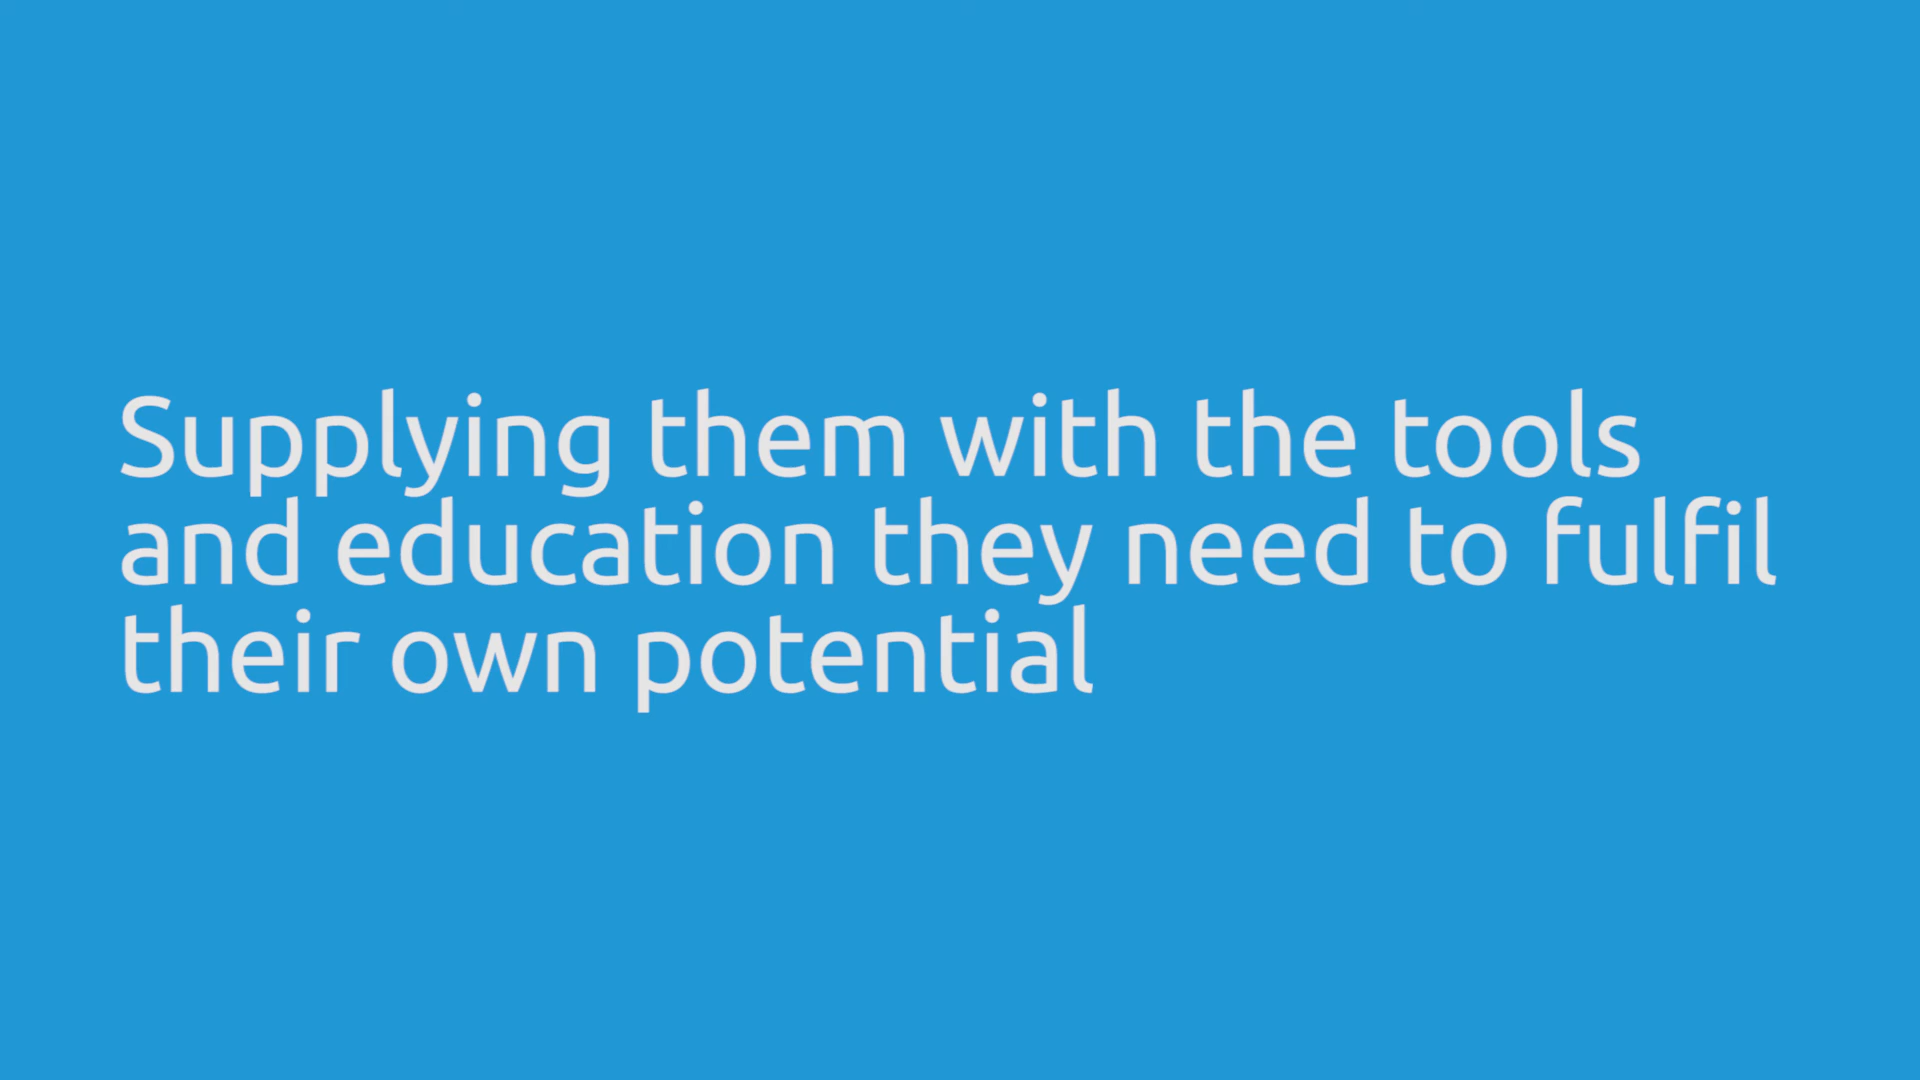 Supplying them with the tools
and education they need to fulfil
their own potential